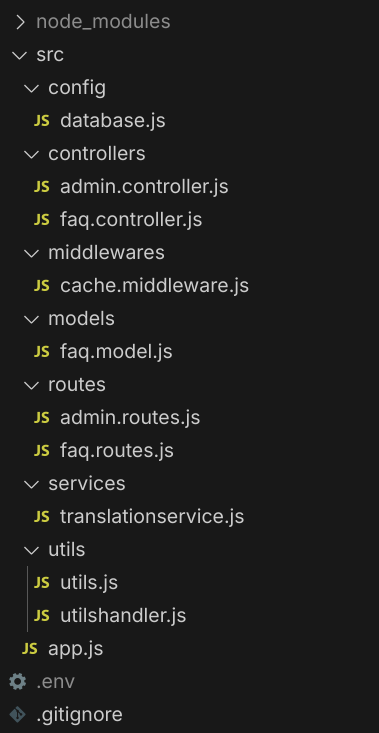 node_modules
src
config
JS database.js
controllers
JS admin.controller.js
JS faq.controller.js
middlewares
JS cache.middleware.js
models
JS faq.model.js
routes
JS admin.routes.js
JS faq.routes.js
services
JS translationservice.js
utils
JS utils.js
JS utilshandler.js
JS app.js
.env
.gitignore